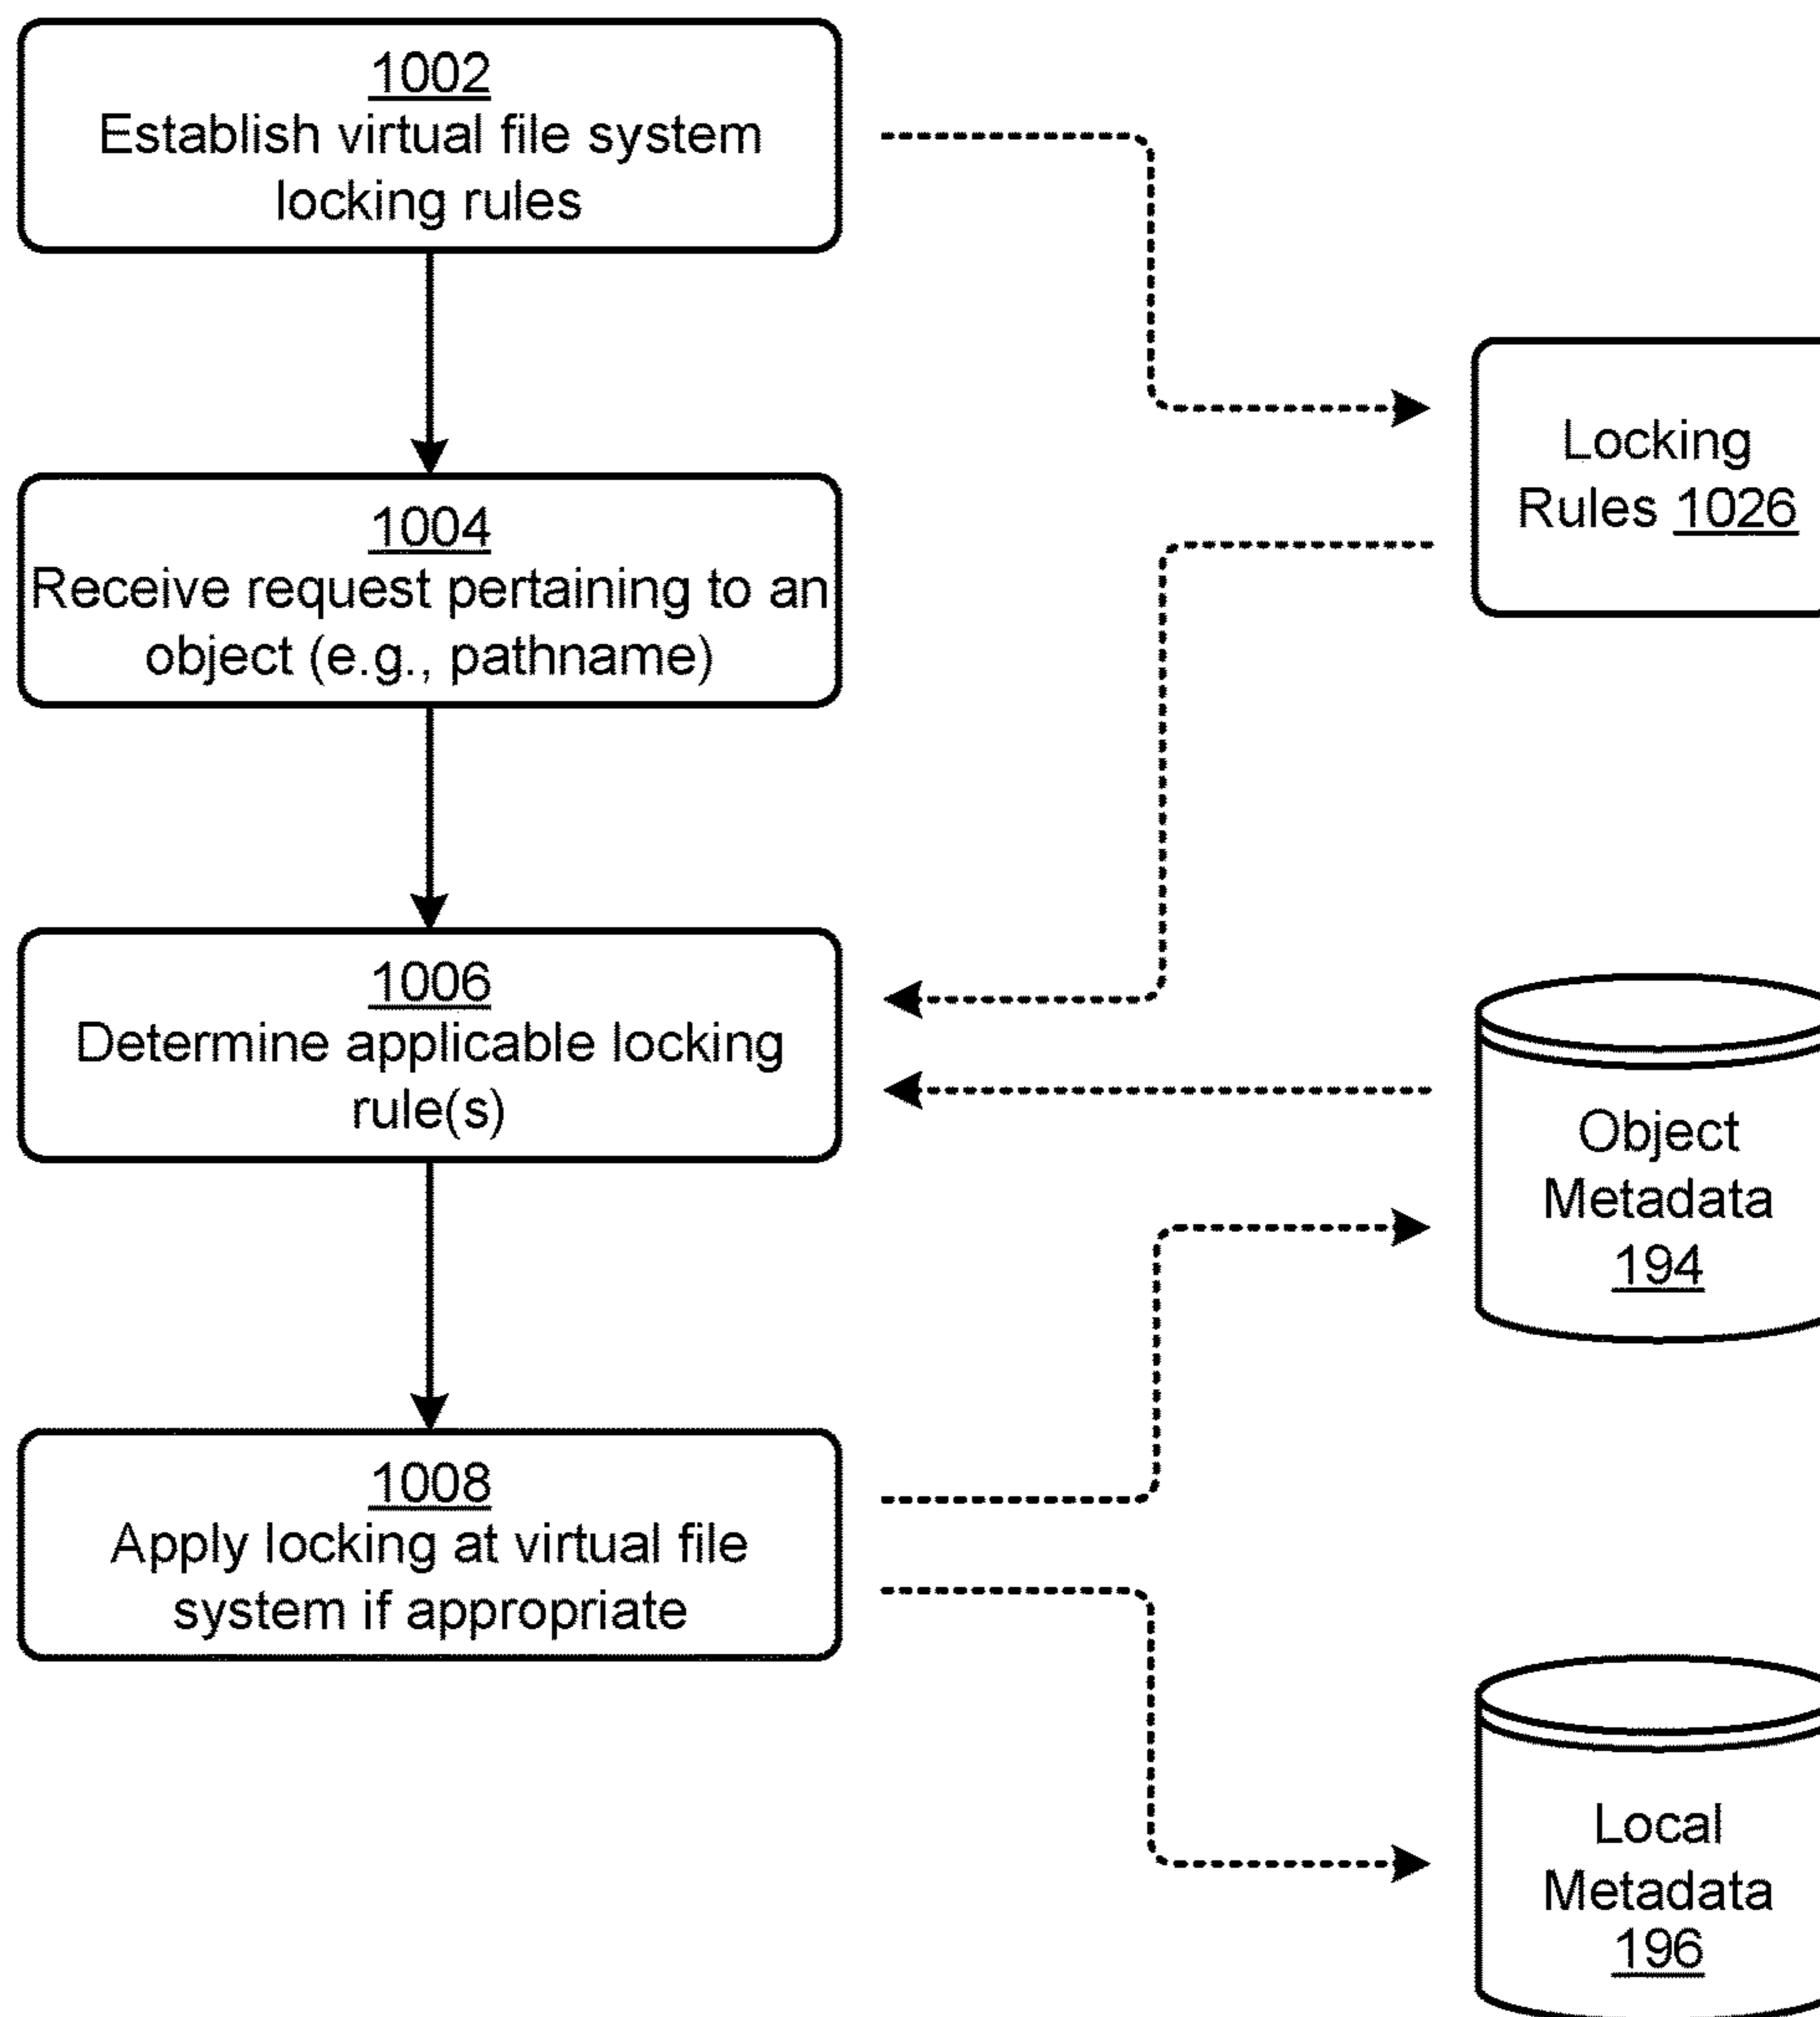 1002
Establish virtual file system
locking rules
1004
Receive request pertaining to an
object (e.g., pathname)
1006
Determine applicable locking
rule(s)
1008
Apply locking at virtual file
system if appropriate
Locking
Rules 1026
Object
Metadata
194
Local
Metadata
196